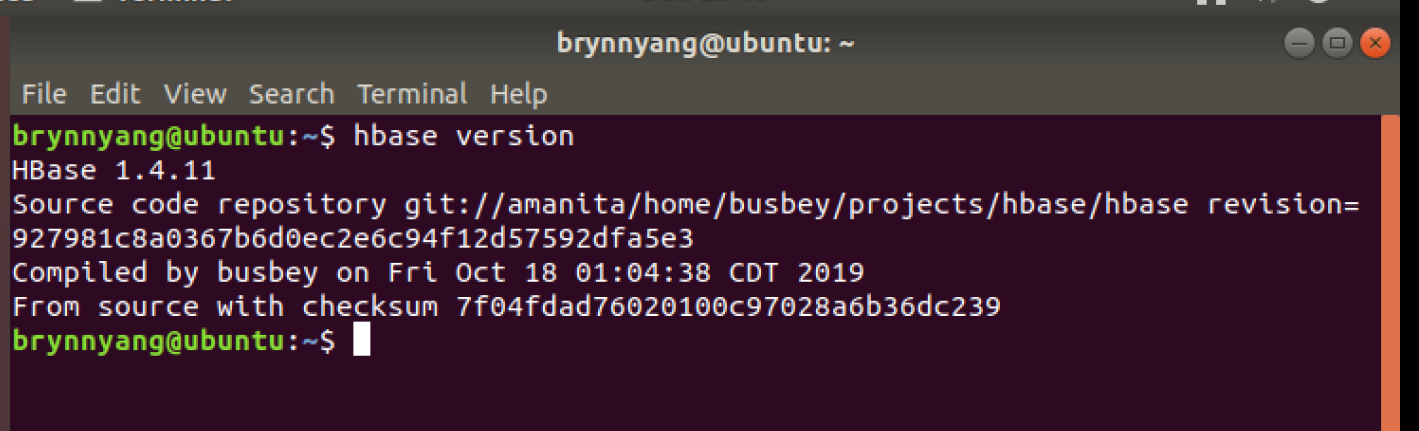 brynnyang@ubuntu: ~
File Edit View Search Terminal Help
brynnyang@ubuntu:~$ hbase version
HBase 1.4.11
Source code repository git://amanita/home/busbey/projects/hbase/hbase revision=
927981c8a0367b6d0ec2e6c94f12d57592dfa5e3
Compiled by busbey on Fri Oct 18 01:04:38 CDT 2019
From source with checksum 7f04fdad76020100c97028a6b36dc239
brynnyang@ubuntu:~$